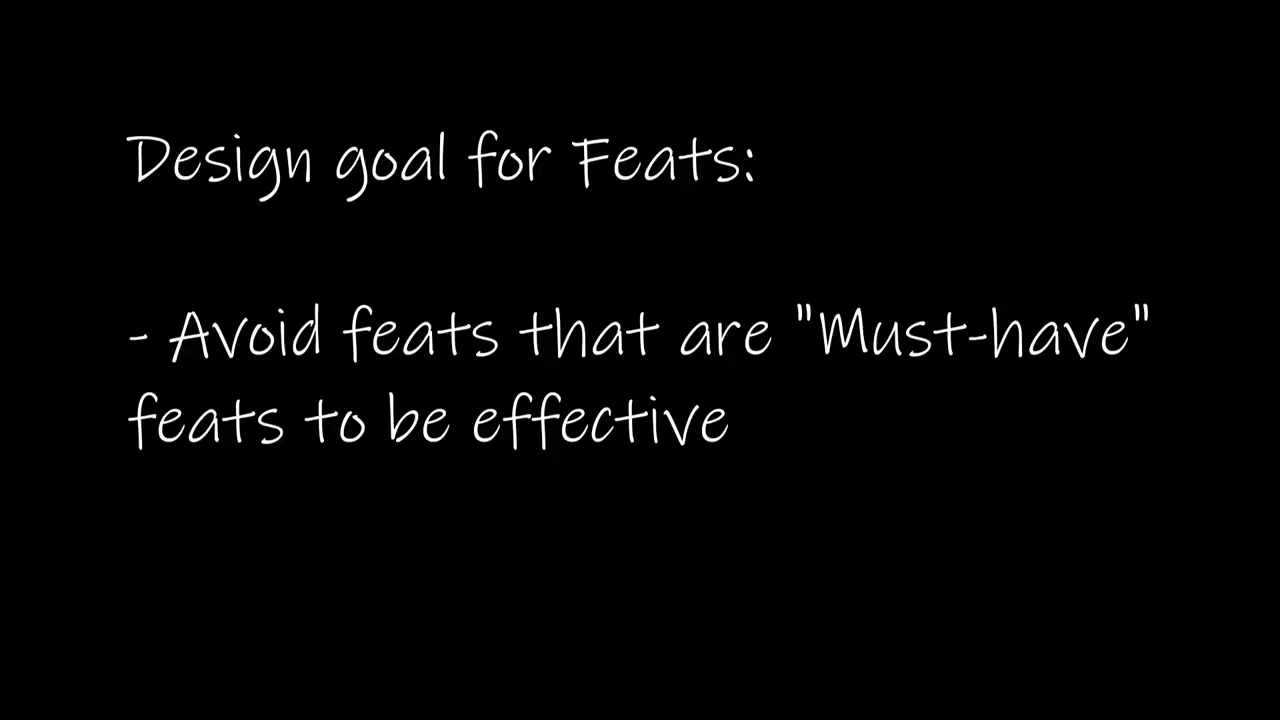 Design goal for Feats:
- Avoid feats that are "Must-have"
feats to be effective